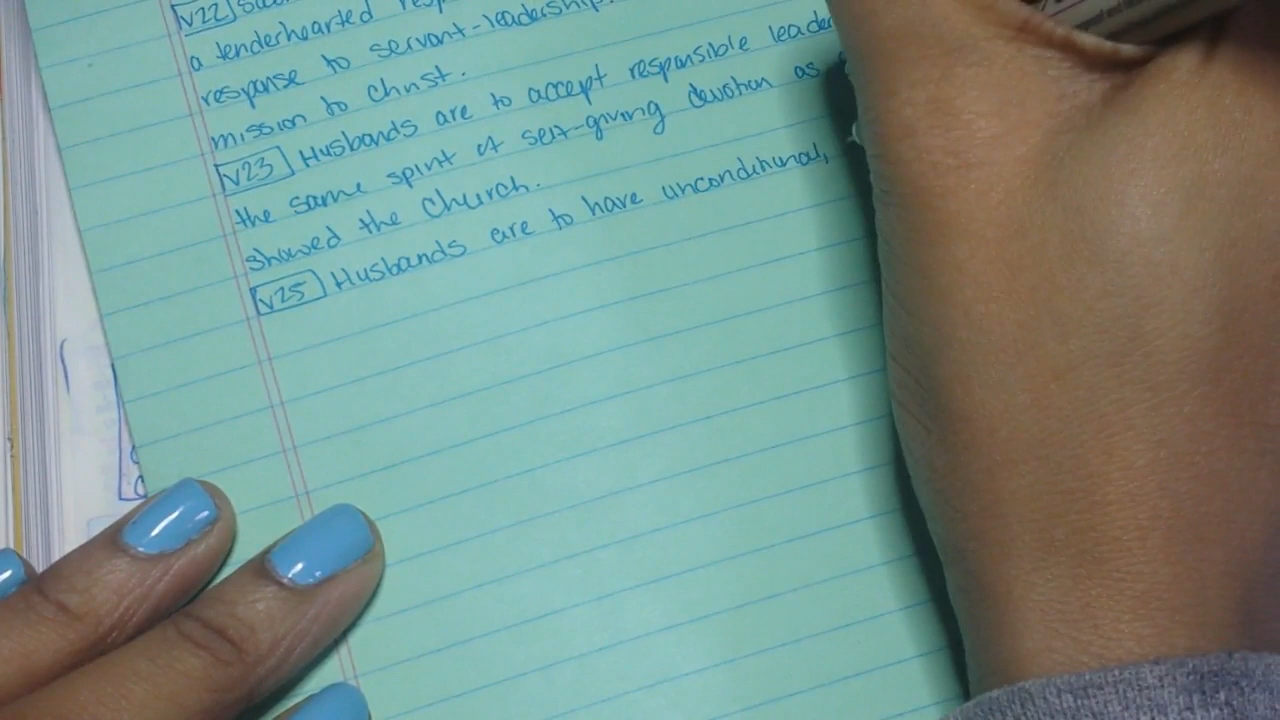 v22
a tenderhearted
response to servant-leadership.
mission to Christ.
v23 Husbands are to accept responsible
the same spirit of self-giving devotion as
showed the Church.
v25 Husbands are to have unconditional,